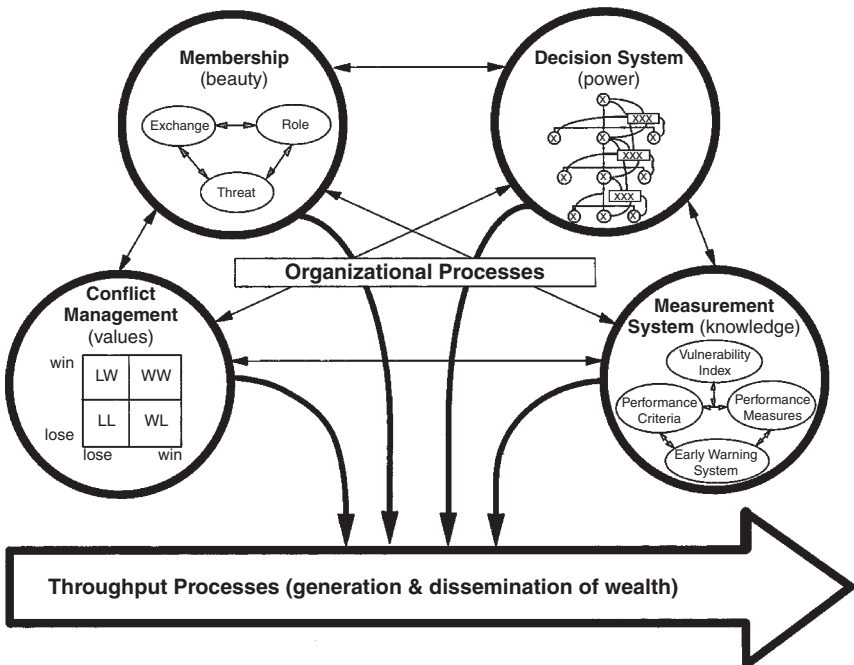 Membership
(beauty)
Exchange
Role
Threat
Decision System
(power)
X
XXX
X
X
X
XXX
X
X
X
XXX
X
X
X
Organizational Processes
Conflict
Management
(values)
win
LW
WW
LL
WL
lose
lose
win
Measurement
System (knowledge)
Vulnerability
Index
Performance
Criteria
Performance
Measures
Early Warning
System
Throughput Processes (generation & dissemination of wealth)